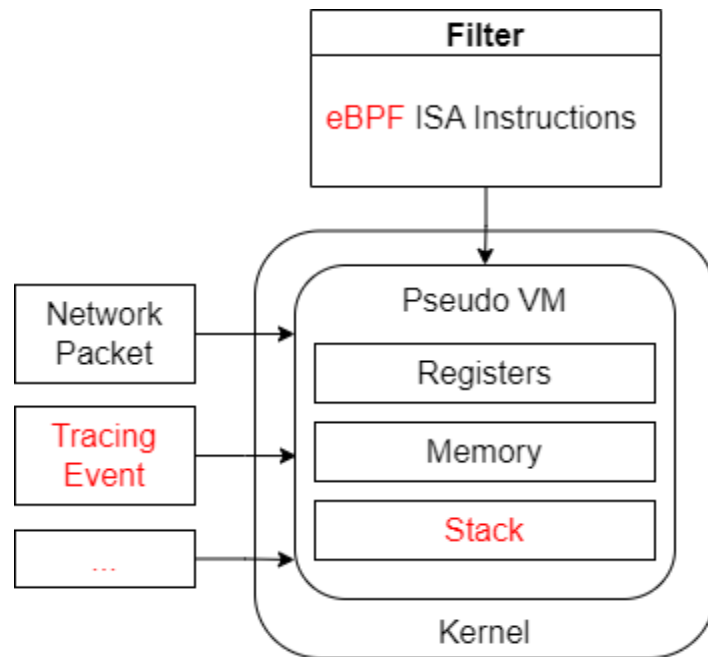 Filter
eBPF ISA Instructions
Pseudo VM
Network
Packet
Registers
Tracing
Event
Memory
Stack
...
Kernel